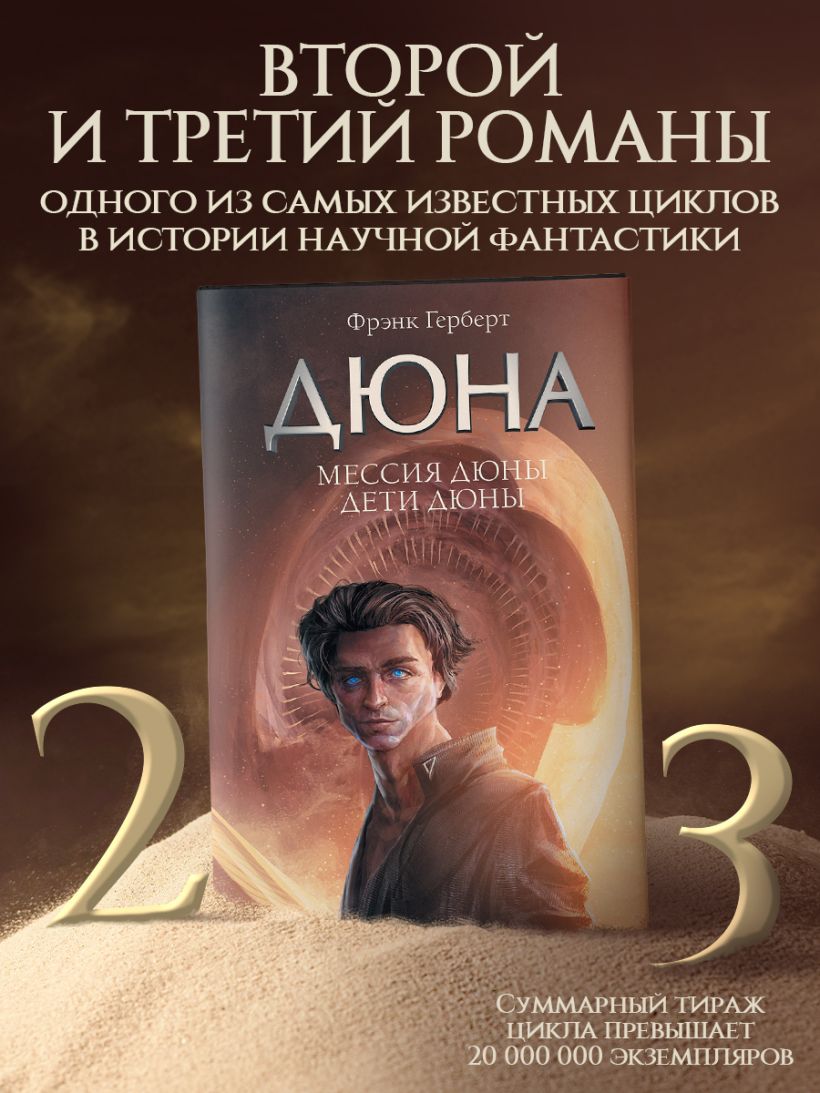 ВТОРОЙ
И ТРЕТИЙ РОМАНЫ
ОДНОГО ИЗ САМЫХ ИЗВЕСТНЫХ ЦИКЛОВ
В ИСТОРИИ НАУЧНОЙ ФАНТАСТИКИ
Фрэнк Герберт
ДЮНА
МЕССИЯ ДЮНЫ
ДЕТИ ДЮНЫ
2
3
Суммарный тираж
цикла превышает
20 000 000 экземпляров